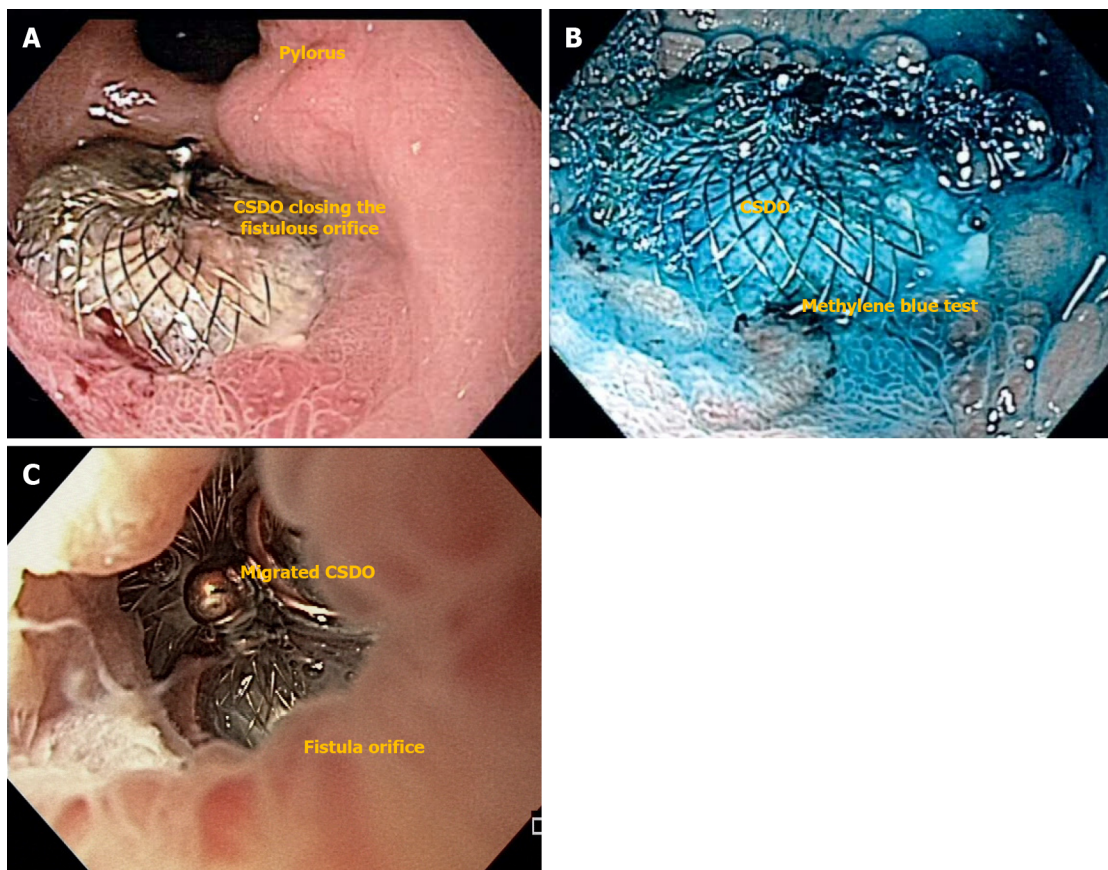 A
Pylorus
CSDO closing the
fistulous orifice
B
CSDO
Methylene blue test
C
Migrated CSDO
Fistula orifice